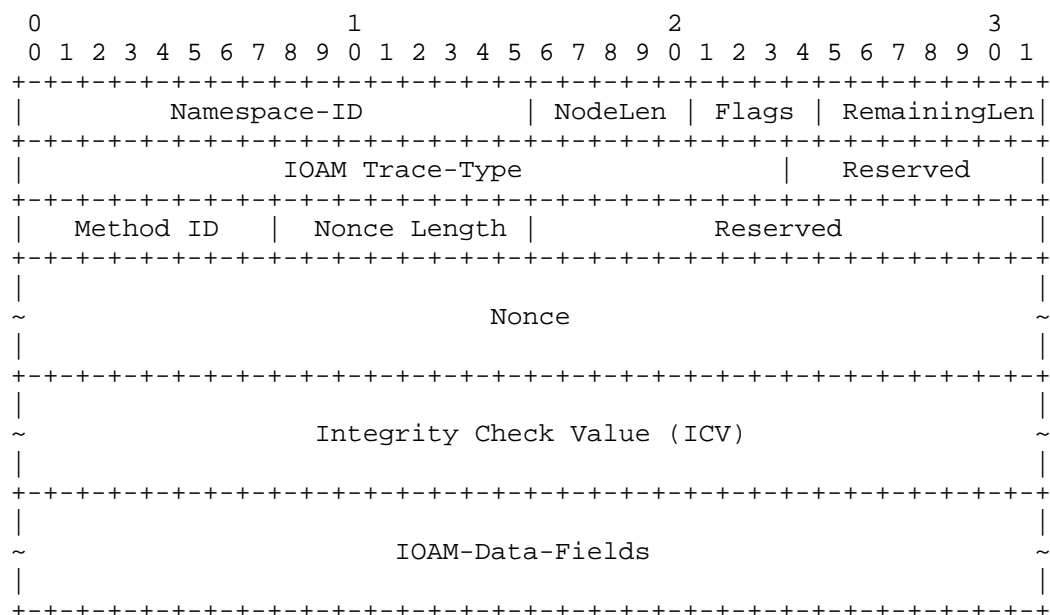 0                   1                   2                   3
 0 1 2 3 4 5 6 7 8 9 0 1 2 3 4 5 6 7 8 9 0 1 2 3 4 5 6 7 8 9 0 1
+-+-+-+-+-+-+-+-+-+-+-+-+-+-+-+-+-+-+-+-+-+-+-+-+-+-+-+-+-+-+-+-+
|         Namespace-ID          | NodeLen | Flags | RemainingLen|
+-+-+-+-+-+-+-+-+-+-+-+-+-+-+-+-+-+-+-+-+-+-+-+-+-+-+-+-+-+-+-+-+
|                IOAM Trace-Type                |   Reserved    |
+-+-+-+-+-+-+-+-+-+-+-+-+-+-+-+-+-+-+-+-+-+-+-+-+-+-+-+-+-+-+-+-+
|   Method ID   | Nonce Length  |           Reserved            |
+-+-+-+-+-+-+-+-+-+-+-+-+-+-+-+-+-+-+-+-+-+-+-+-+-+-+-+-+-+-+-+-+
|                                                               |
~                             Nonce                             ~
|                                                               |
+-+-+-+-+-+-+-+-+-+-+-+-+-+-+-+-+-+-+-+-+-+-+-+-+-+-+-+-+-+-+-+-+
|                                                               |
~                  Integrity Check Value (ICV)                  ~
|                                                               |
+-+-+-+-+-+-+-+-+-+-+-+-+-+-+-+-+-+-+-+-+-+-+-+-+-+-+-+-+-+-+-+-+
|                                                               |
~                       IOAM-Data-Fields                        ~
|                                                               |
+-+-+-+-+-+-+-+-+-+-+-+-+-+-+-+-+-+-+-+-+-+-+-+-+-+-+-+-+-+-+-+-+